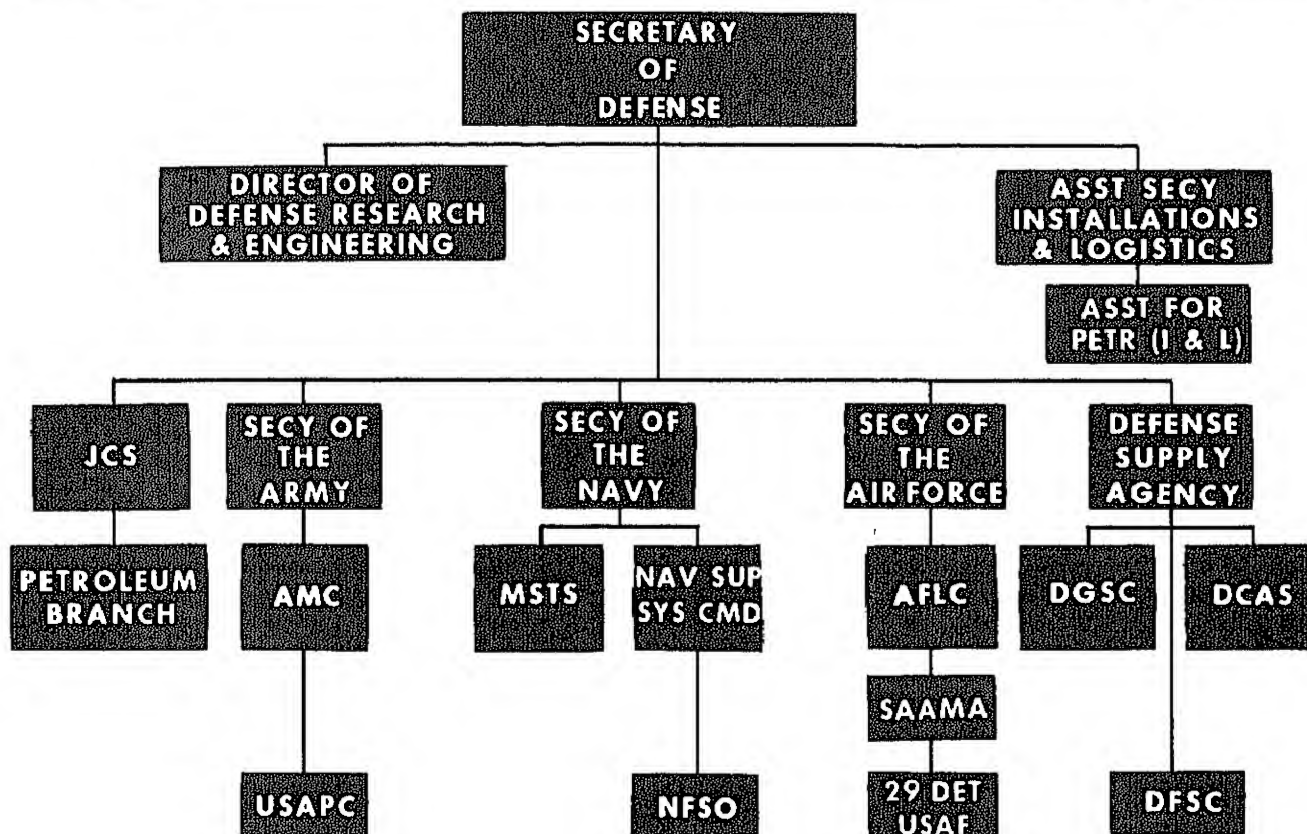 SECRETARY
OF
DEFENSE
DIRECTOR OF
DEFENSE RESEARCH
& ENGINEERING
ASST SECY
INSTALLATIONS
& LOGISTICS
ASST FOR
PETR (I & L)
JCS
SECY OF
THE
ARMY
SECY OF
THE
NAVY
SECY OF
THE
AIR FORCE
DEFENSE
SUPPLY
AGENCY
PETROLEUM
BRANCH
AMC
MSTS
NAV SUP
SYS CMD
AFLC
DGSC
DCAS
SAAMA
USAPC
NFSO
29 DET
USAF
DFSC